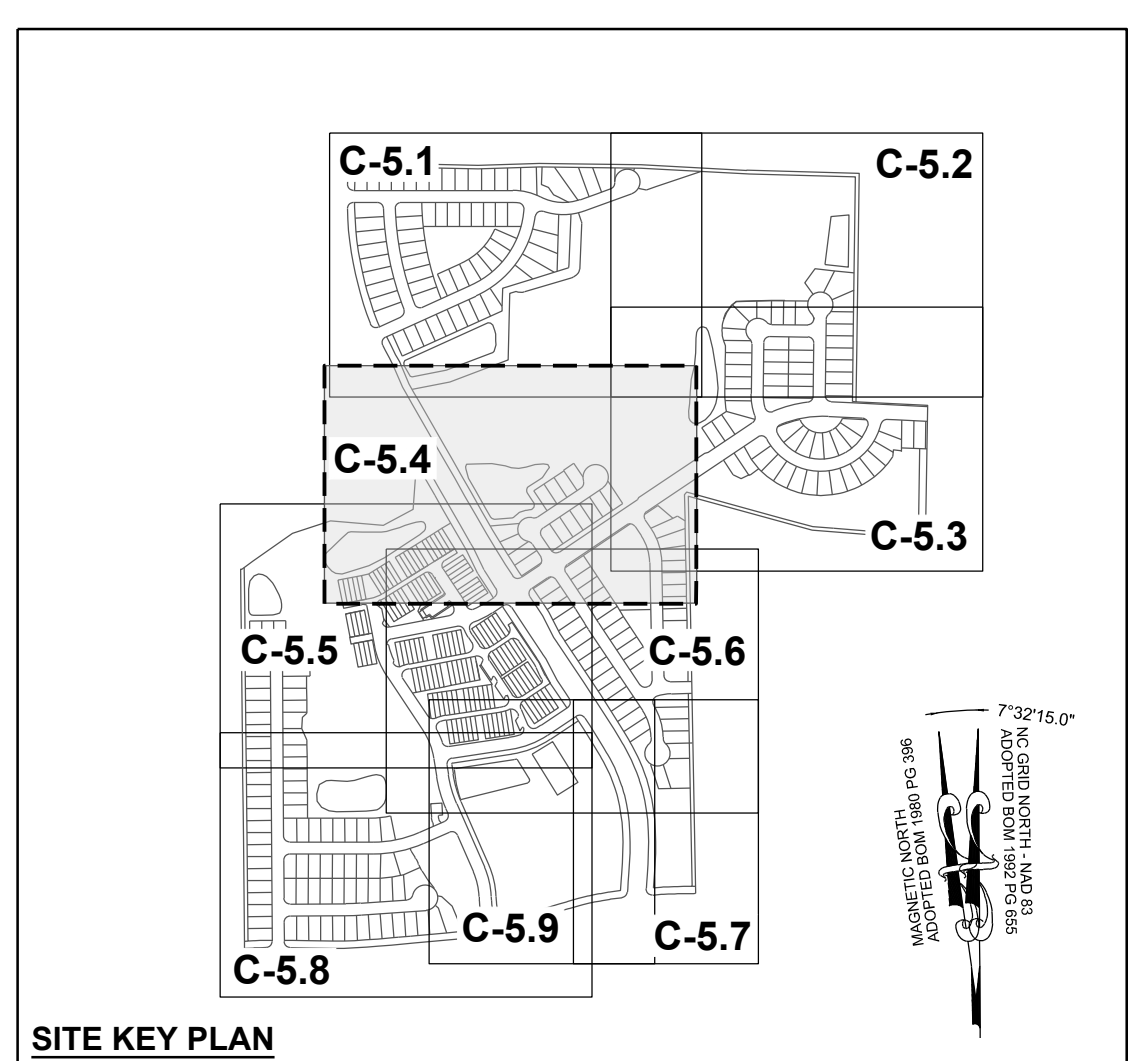 C-5.1
C-5.2
C-5.4
C-5.3
C-5.5
C-5.6
7°32'15.0"
NC GRID NORTH - NAD 83
ADOPTED BOM 1992 PG 655
MAGNETIC NORTH
ADOPTED BOM 1980 PG 396
C-5.9
C-5.7
C-5.8
SITE KEY PLAN